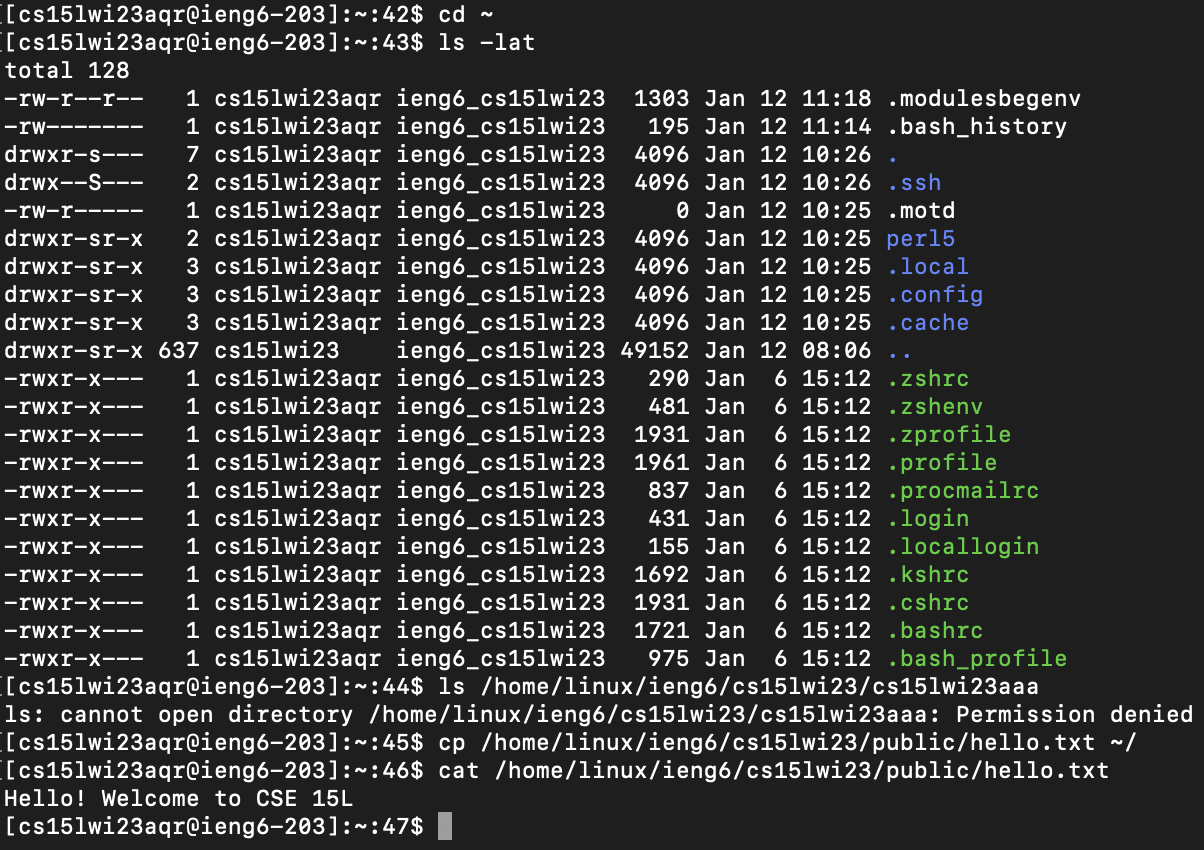 [cs15lwi23aqr@ieng6-203]:~:42$ cd ~
[cs15lwi23aqr@ieng6-203]:~:43$ ls -lat
total 128
-rw-r--r--   1 cs15lwi23aqr ieng6_cs15lwi23  1303 Jan 12 11:18 .modulesbegenv
-rw-------   1 cs15lwi23aqr ieng6_cs15lwi23   195 Jan 12 11:14 .bash_history
drwxr-s---   7 cs15lwi23aqr ieng6_cs15lwi23  4096 Jan 12 10:26 .
drwx--S---   2 cs15lwi23aqr ieng6_cs15lwi23  4096 Jan 12 10:26 .ssh
-rw-r-----   1 cs15lwi23aqr ieng6_cs15lwi23     0 Jan 12 10:25 .motd
drwxr-sr-x   2 cs15lwi23aqr ieng6_cs15lwi23  4096 Jan 12 10:25 perl5
drwxr-sr-x   3 cs15lwi23aqr ieng6_cs15lwi23  4096 Jan 12 10:25 .local
drwxr-sr-x   3 cs15lwi23aqr ieng6_cs15lwi23  4096 Jan 12 10:25 .config
drwxr-sr-x   3 cs15lwi23aqr ieng6_cs15lwi23  4096 Jan 12 10:25 .cache
drwxr-sr-x 637 cs15lwi23    ieng6_cs15lwi23 49152 Jan 12 08:06 ..
-rwxr-x---   1 cs15lwi23aqr ieng6_cs15lwi23   290 Jan  6 15:12 .zshrc
-rwxr-x---   1 cs15lwi23aqr ieng6_cs15lwi23   481 Jan  6 15:12 .zshenv
-rwxr-x---   1 cs15lwi23aqr ieng6_cs15lwi23  1931 Jan  6 15:12 .zprofile
-rwxr-x---   1 cs15lwi23aqr ieng6_cs15lwi23  1961 Jan  6 15:12 .profile
-rwxr-x---   1 cs15lwi23aqr ieng6_cs15lwi23   837 Jan  6 15:12 .procmailrc
-rwxr-x---   1 cs15lwi23aqr ieng6_cs15lwi23   431 Jan  6 15:12 .login
-rwxr-x---   1 cs15lwi23aqr ieng6_cs15lwi23   155 Jan  6 15:12 .locallogin
-rwxr-x---   1 cs15lwi23aqr ieng6_cs15lwi23  1692 Jan  6 15:12 .kshrc
-rwxr-x---   1 cs15lwi23aqr ieng6_cs15lwi23  1931 Jan  6 15:12 .cshrc
-rwxr-x---   1 cs15lwi23aqr ieng6_cs15lwi23  1721 Jan  6 15:12 .bashrc
-rwxr-x---   1 cs15lwi23aqr ieng6_cs15lwi23   975 Jan  6 15:12 .bash_profile
[cs15lwi23aqr@ieng6-203]:~:44$ ls /home/linux/ieng6/cs15lwi23/cs15lwi23aaa
ls: cannot open directory /home/linux/ieng6/cs15lwi23/cs15lwi23aaa: Permission denied
[cs15lwi23aqr@ieng6-203]:~:45$ cp /home/linux/ieng6/cs15lwi23/public/hello.txt ~/
[cs15lwi23aqr@ieng6-203]:~:46$ cat /home/linux/ieng6/cs15lwi23/public/hello.txt
Hello! Welcome to CSE 15L
[cs15lwi23aqr@ieng6-203]:~:47$